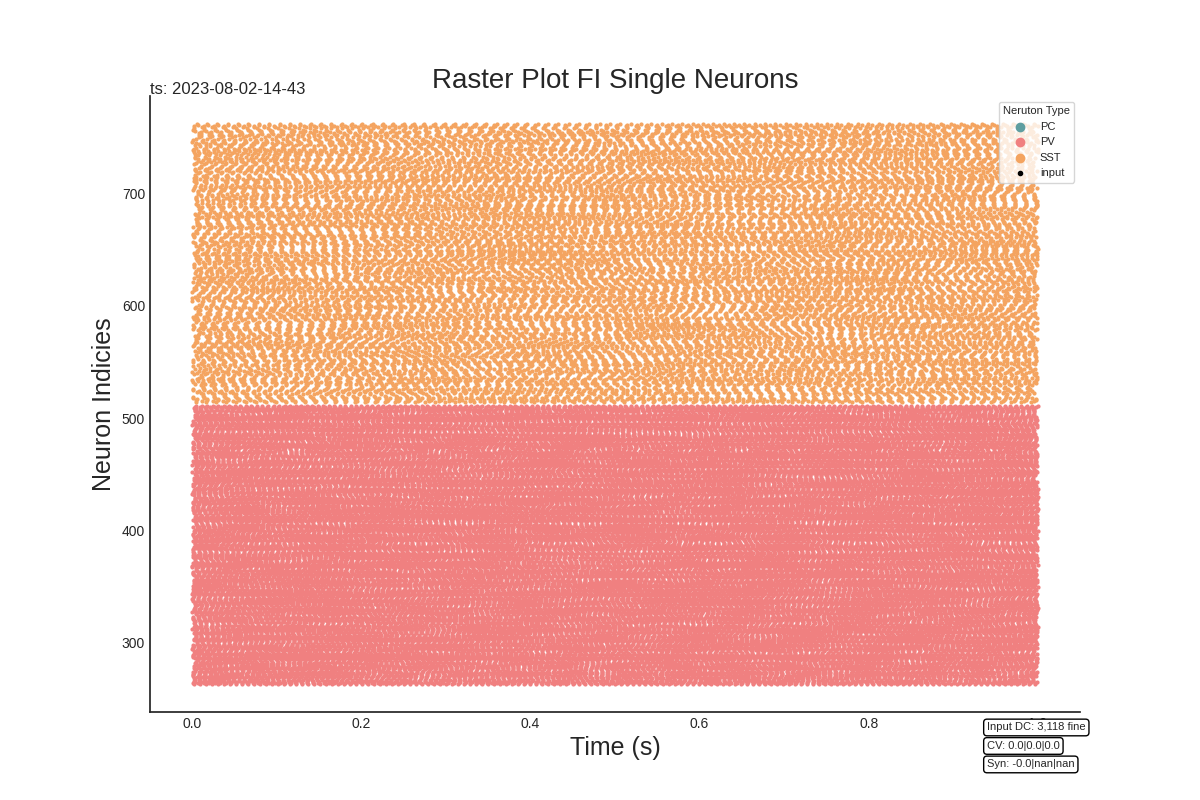 Raster Plot FI Single Neurons
ts: 2023-08-02-14-43
Neruton Type
PC
PV
SST
input
700
600
500
400
300
Neuron Indicies
0.0 0.2 0.4 0.6 0.8
Time (s)
Input DC: 3,118 fine
CV: 0.0|0.0|0.0
Syn: -0.0|nan|nan